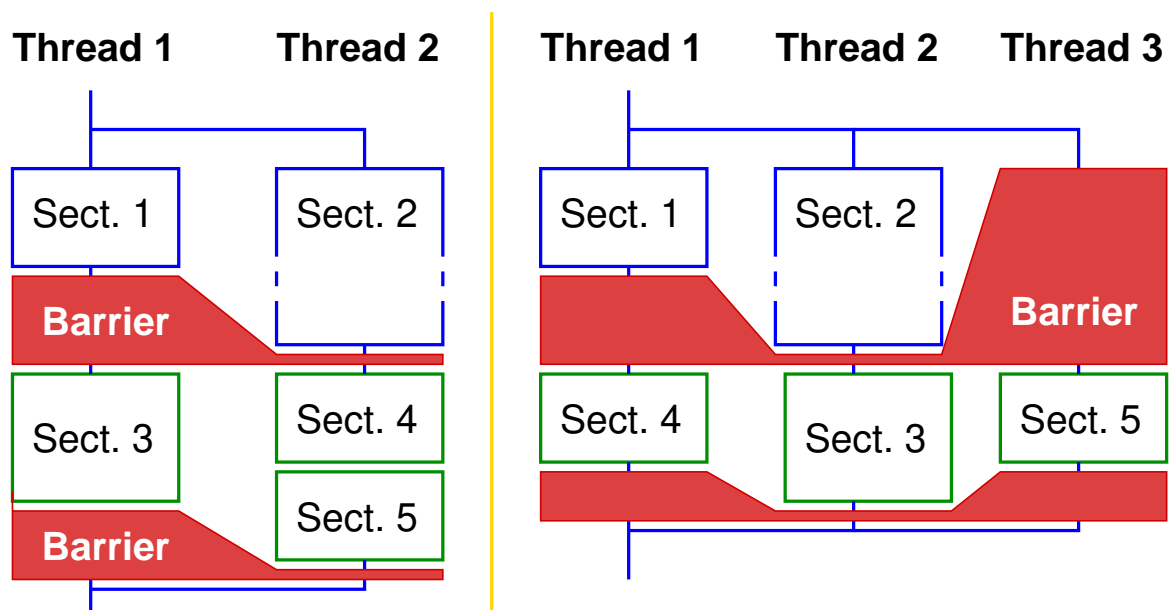 Thread 1 Thread 2
Sect. 1 Sect. 2
Barrier
Sect. 3 Sect. 4
Sect. 5
Barrier
Thread 1 Thread 2 Thread 3
Sect. 1 Sect. 2
Barrier
Sect. 4 Sect. 3 Sect. 5